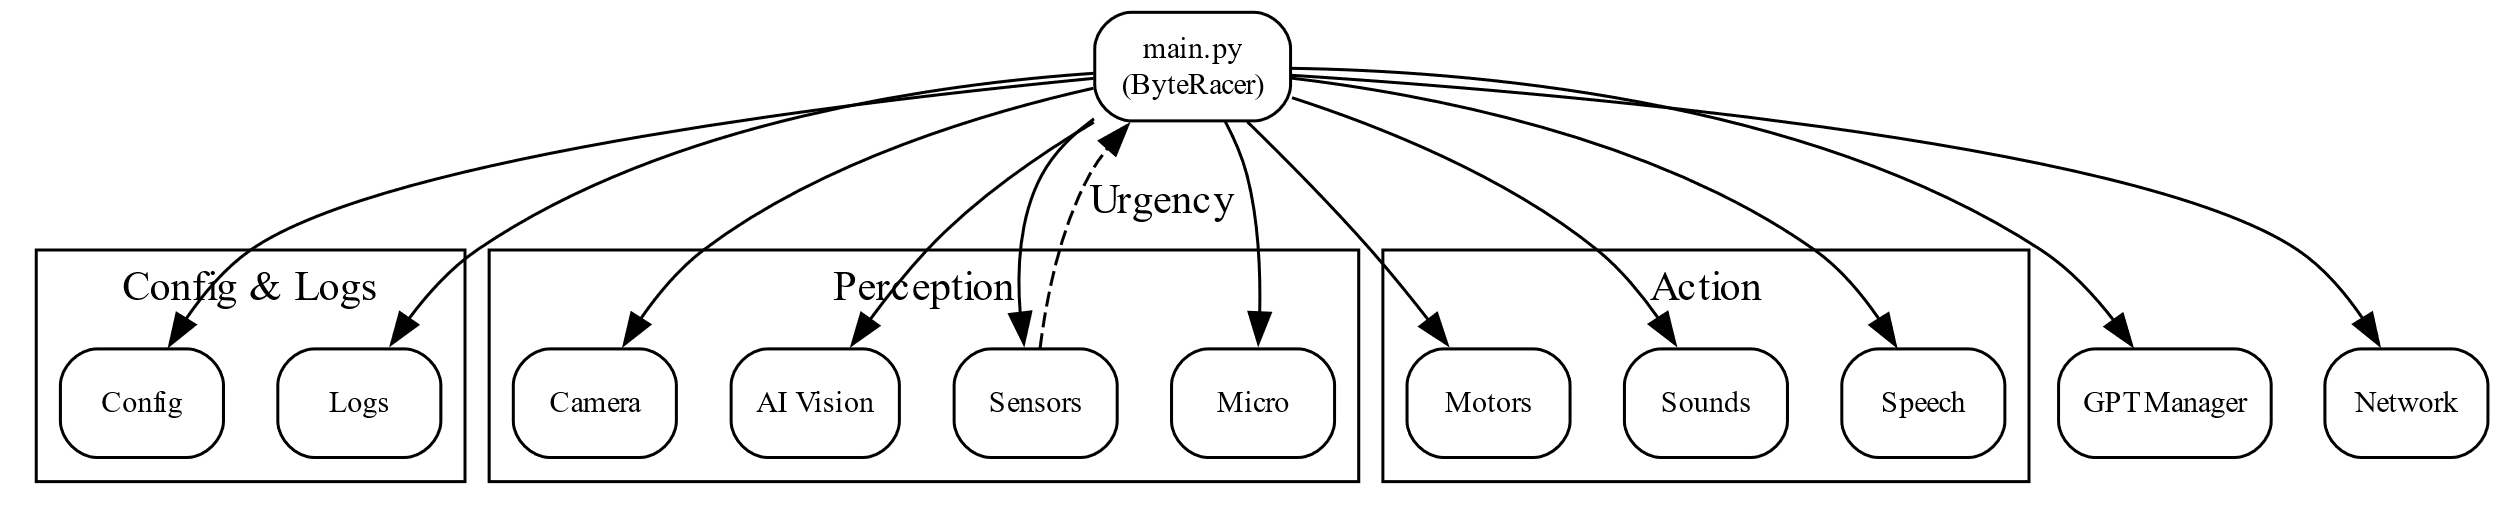 main.py
(ByteRacer)
Urgency
Config & Logs
Perception
Action
Config
Logs
Camera
AI Vision
Sensors
Micro
Motors
Sounds
Speech
GPTManager
Network